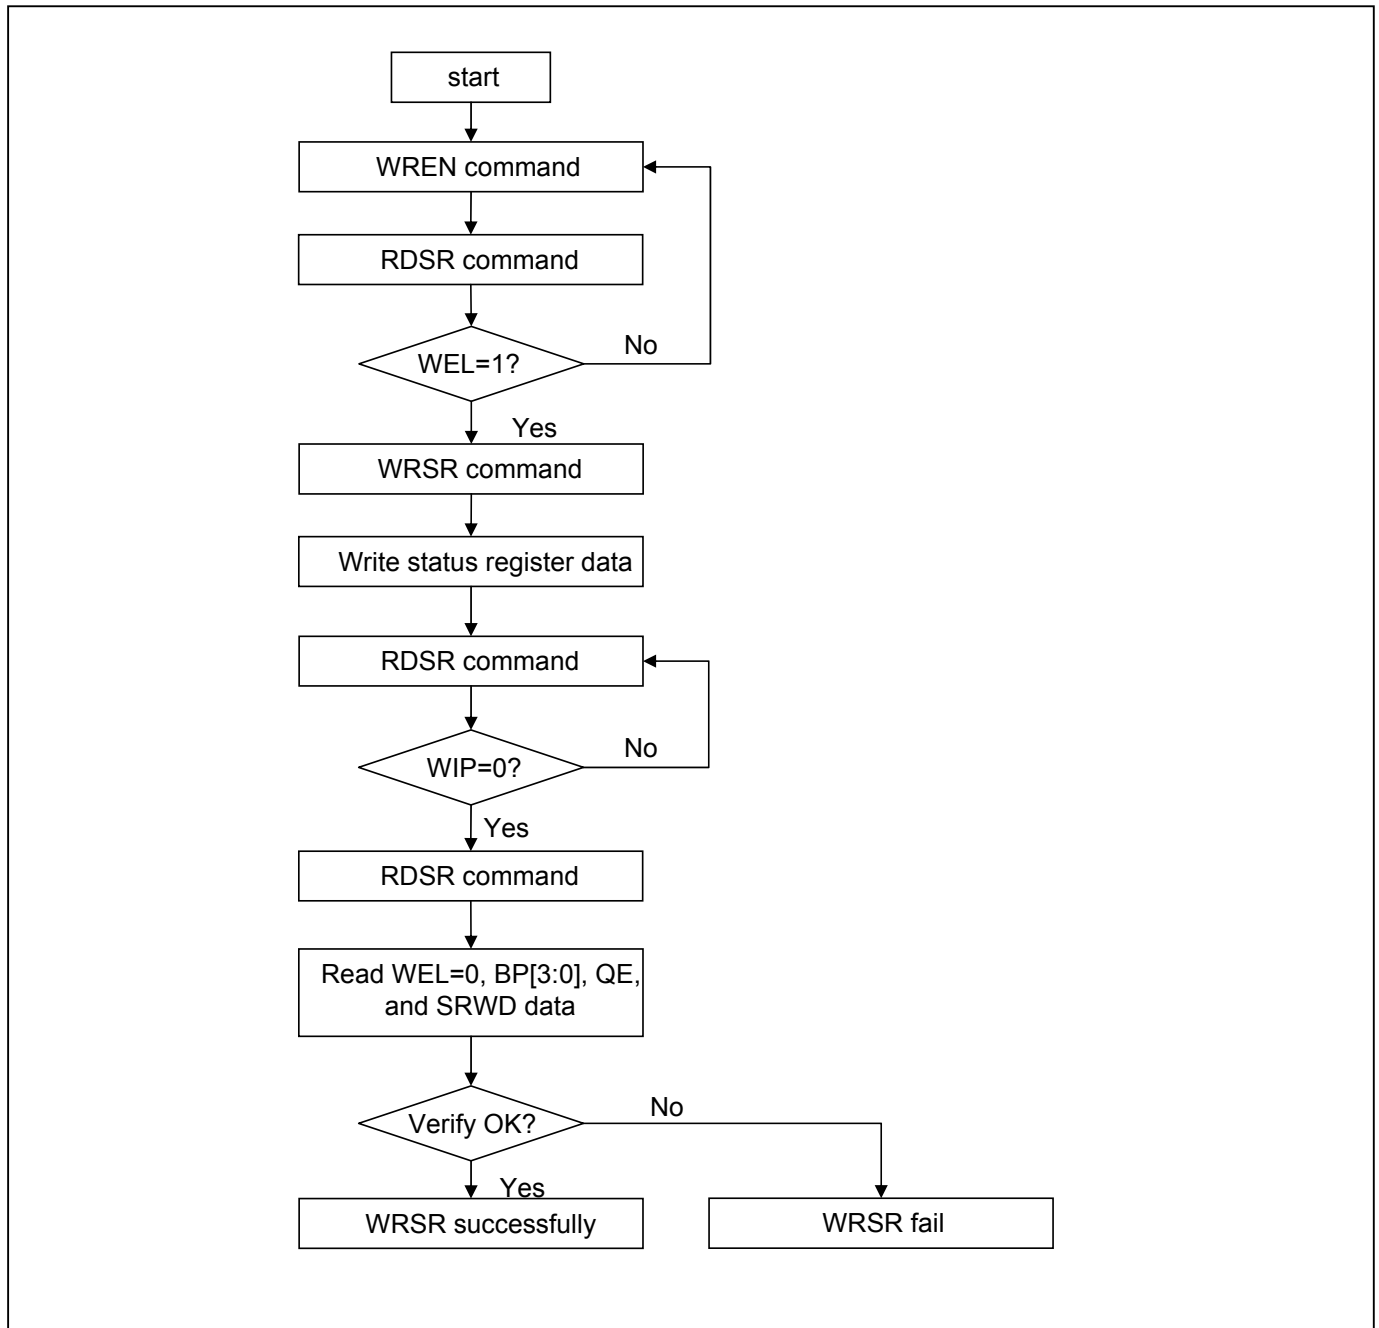 start
WREN command
RDSR command
WEL=1?
No
Yes
WRSR command
Write status register data
RDSR command
WIP=0?
No
Yes
RDSR command
Read WEL=0, BP[3:0], QE,
and SRWD data
Verify OK?
No
Yes
WRSR successfully
WRSR fail